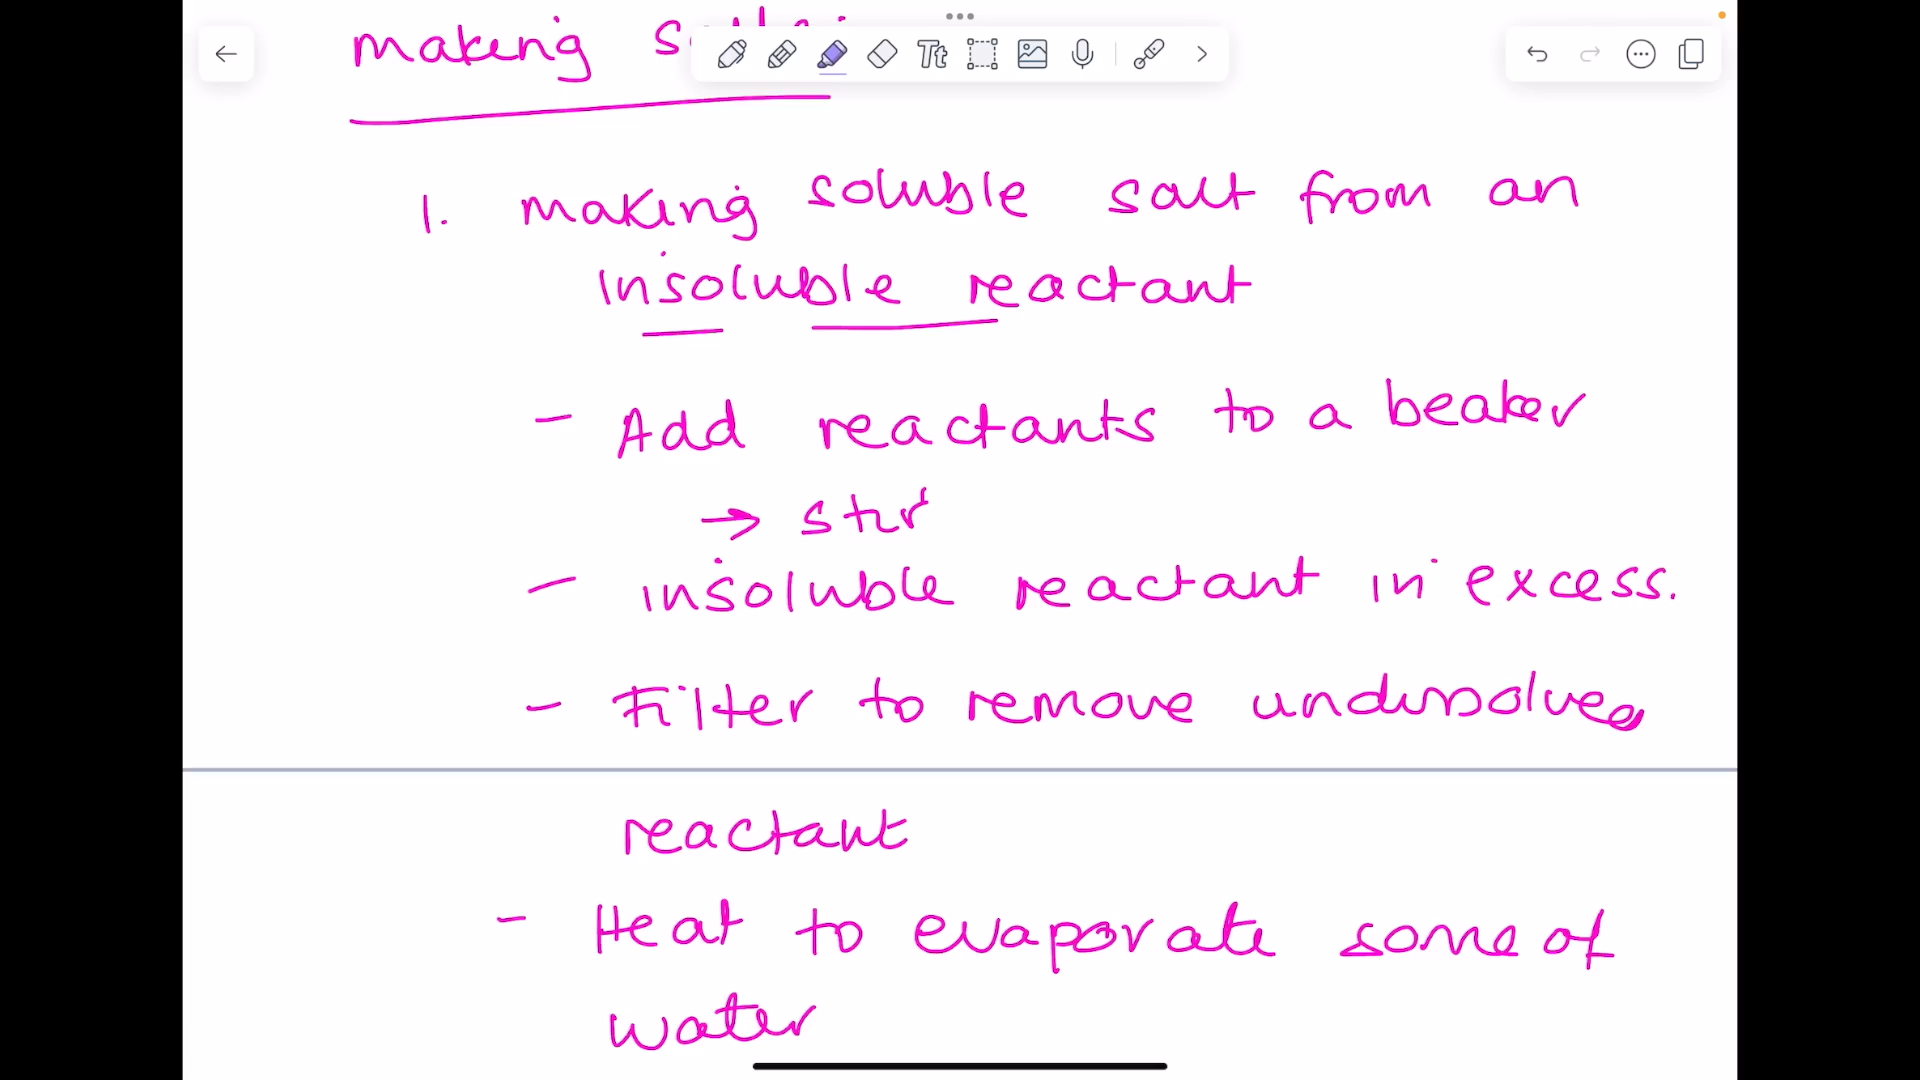 making
Tt
1. making soluble salt from an
insoluble reactant
- Add reactants to a beaker
→ stir
- insoluble reactant in excess.
- Filter to remove undissolved
reactant
- Heat to evaporate some of
water